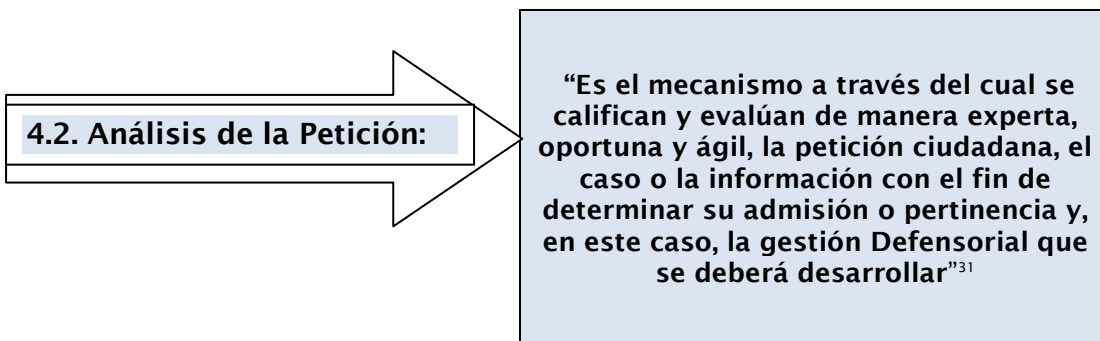 4.2. Análisis de la Petición:
“Es el mecanismo a través del cual se
califican y evalúan de manera experta,
oportuna y ágil, la petición ciudadana, el
caso o la información con el fin de
determinar su admisión o pertinencia y,
en este caso, la gestión Defensorial que
se deberá desarrollar”31